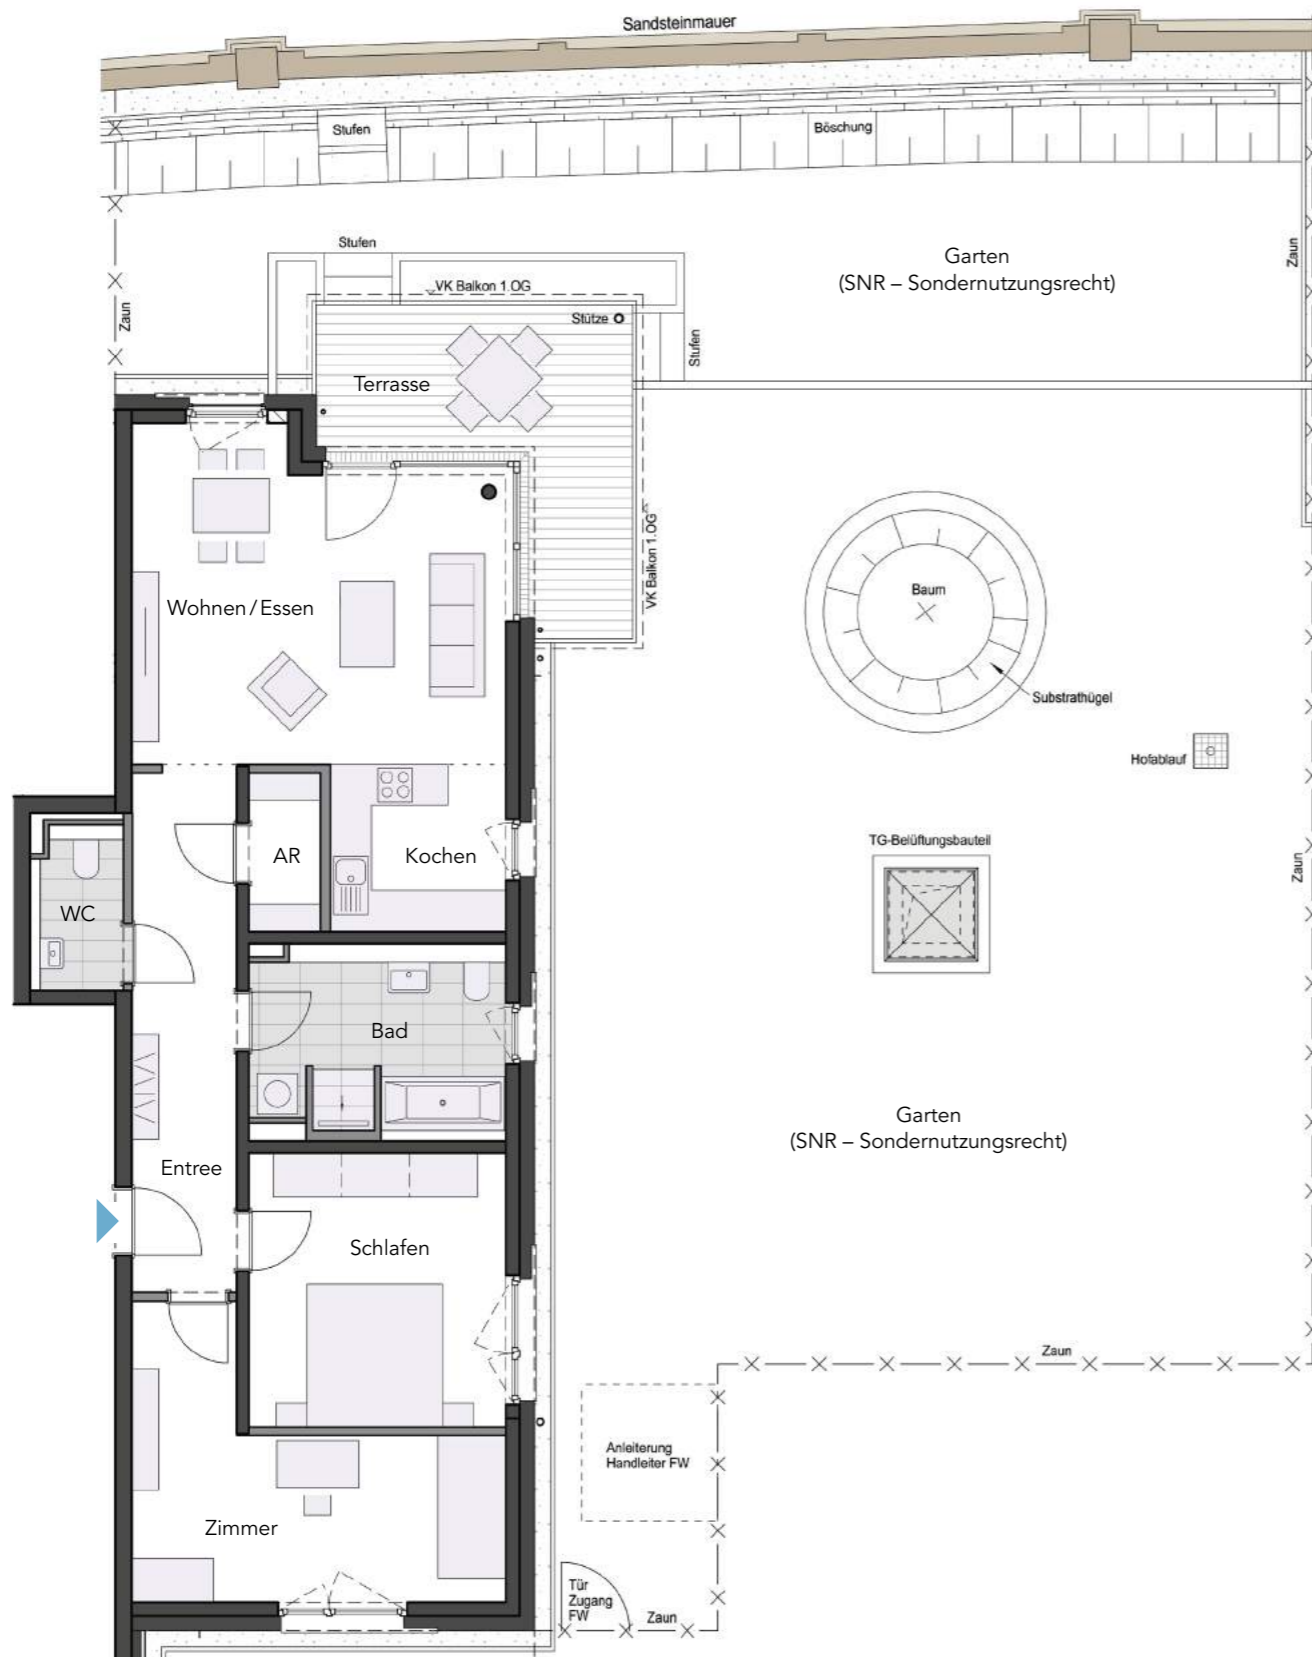 Sandsteinmauer
Stufen
Böschung
Stufen
Garten
(SNR – Sondernutzungsrecht)
Zaun
Zaun
VK Balkon 1.OG
Stütze
Stufen
Terrasse
VK Balkon 1.OG
Baum
Wohnen / Essen
Substrathügel
Hofablauf
TG-Belüftungsbauteil
AR
Kochen
Zaun
WC
Bad
Garten
(SNR – Sondernutzungsrecht)
Entree
Schlafen
Zaun
Anleiterung
Handleiter FW
Zimmer
Tür
Zugang
FW
Zaun